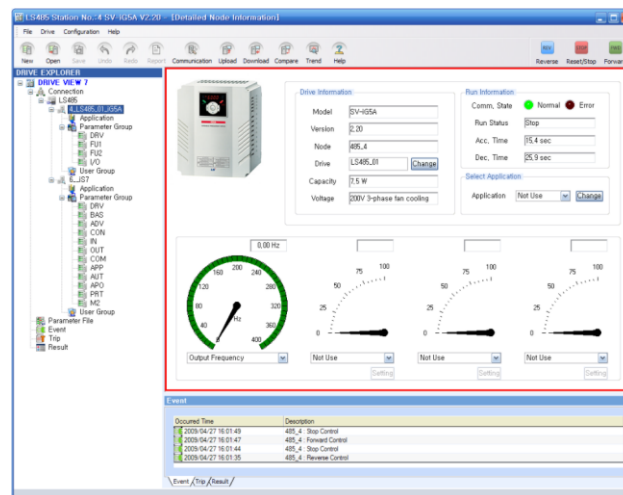 LS485 Station No.:4 SV-iG5A V2.20 - [Detailed Node Information]
File Drive Configuration Help
New Open Save Undo Redo Report Communication Upload Download Compare Trend Help Reverse Reset/Stop Forward
DRIVE EXPLORER
DRIVE VIEW 7
Connection
LS485
4_LS485_01_iG5A
Application
Parameter Group
DRV
FU1
FU2
I/O
User Group
6__iS7
Application
Parameter Group
DRV
BAS
ADV
CON
IN
OUT
COM
APP
AUT
APO
PRT
M2
User Group
Parameter File
Event
Trip
Result
Drive Information
Model SV-iG5A
Version 2,20
Node 485_4
Drive LS485_01 Change
Capacity 7,5 W
Voltage 200V 3-phase fan cooling
Run Information
Comm, State Normal Error
Run Status Stop
Acc, Time 15,4 sec
Dec, Time 25,9 sec
Select Application
Application Not Use Change
0,00 Hz
0 40 80 120 160 200 240 280 320 360 400
Hz
Output Frequency
0 25 50 75 100
Not Use
Setting
0 25 50 75 100
Not Use
Setting
0 25 50 75 100
Not Use
Setting
Event
Occured Time Description
2009/04/27 16:01:49 485_4 : Stop Control
2009/04/27 16:01:47 485_4 : Forward Control
2009/04/27 16:01:44 485_4 : Stop Control
2009/04/27 16:01:35 485_4 : Reverse Control
Event Trip Result